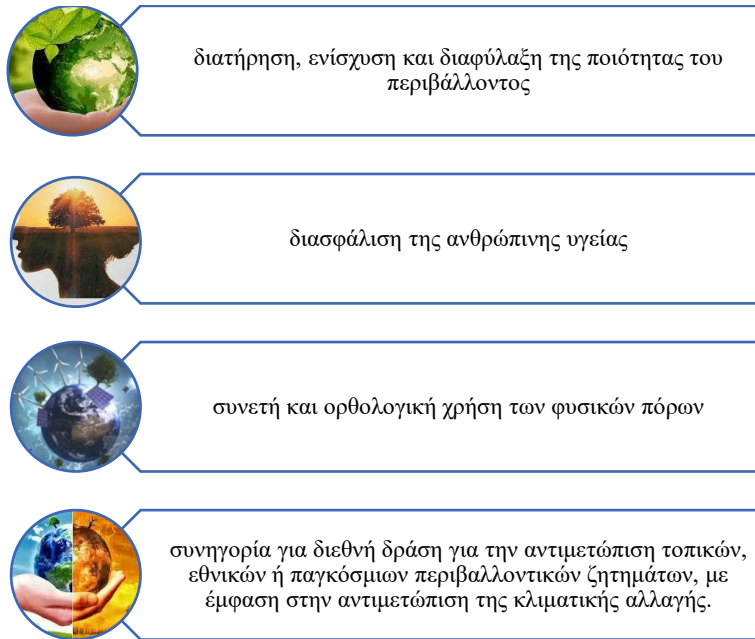 διατήρηση, ενίσχυση και διαφύλαξη της ποιότητας του
περιβάλλοντος
διασφάλιση της ανθρώπινης υγείας
συνετή και ορθολογική χρήση των φυσικών πόρων
συνηγορία για διεθνή δράση για την αντιμετώπιση τοπικών,
εθνικών ή παγκόσμιων περιβαλλοντικών ζητημάτων, με
έμφαση στην αντιμετώπιση της κλιματικής αλλαγής.